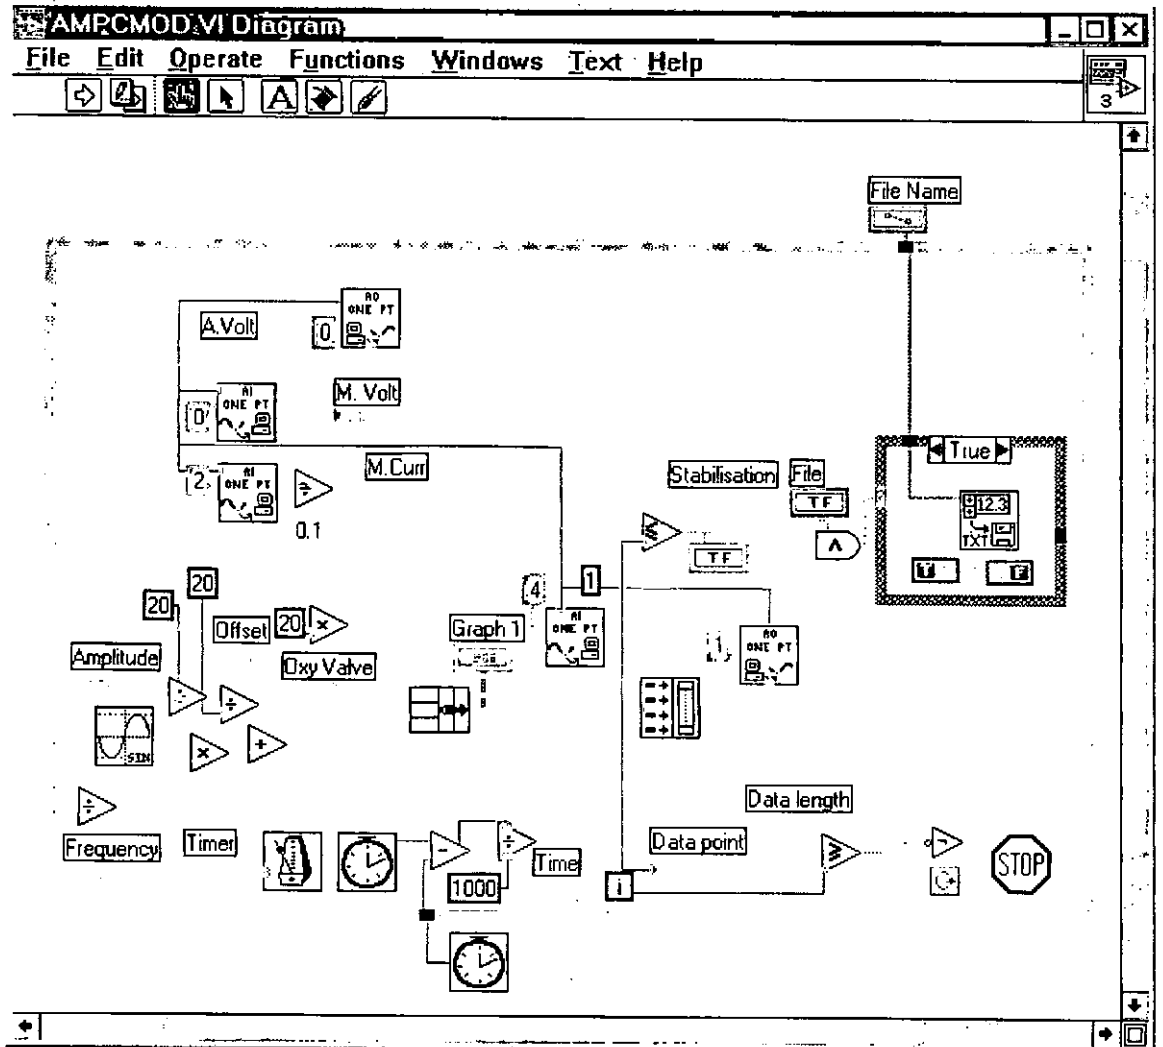 AMPCMOD.VI Diagram
File Edit Operate Functions Windows Text Help
A
3
File Name
AO
ONE PT
A.Volt
0
AI
ONE PT
M. Volt
0
True
M.Curr
2
AI
ONE PT
Stabilisation File
TF
12.3
TXT
0.1
TF
T F
20
4
1
20
Offset
20
Graph 1
AI
ONE PT
1
AO
ONE PT
Amplitude
Oxy Valve
SIN
Data length
Frequency
Timer
Data point
Time
STOP
1000
i